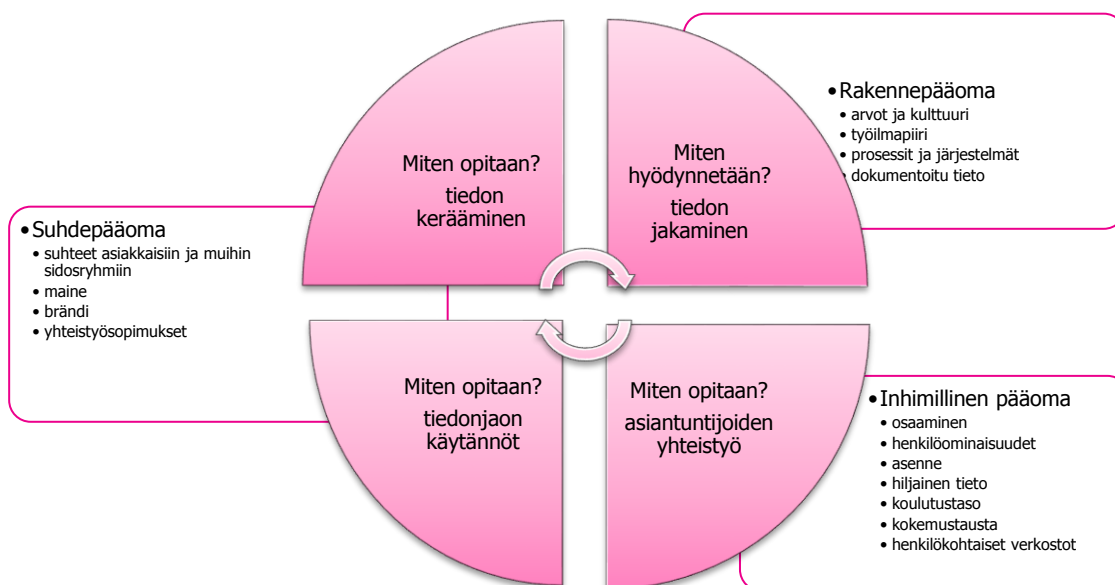 Miten opitaan?
tiedon
kerääminen
Miten
hyödynnetään?
tiedon
jakaminen
•Rakennepääoma
• arvot ja kulttuuri
• työilmapiiri
• prosessit ja järjestelmät
• dokumentoitu tieto
•Suhdepääoma
• suhteet asiakkaisiin ja muihin
sidosryhmiin
• maine
• brändi
• yhteistyösopimukset
Miten opitaan?
tiedonjaon
käytännöt
Miten opitaan?
asiantuntijoiden
yhteistyö
•Inhimillinen pääoma
• osaaminen
• henkilöominaisuudet
• asenne
• hiljainen tieto
• koulutustaso
• kokemustausta
• henkilökohtaiset verkostot